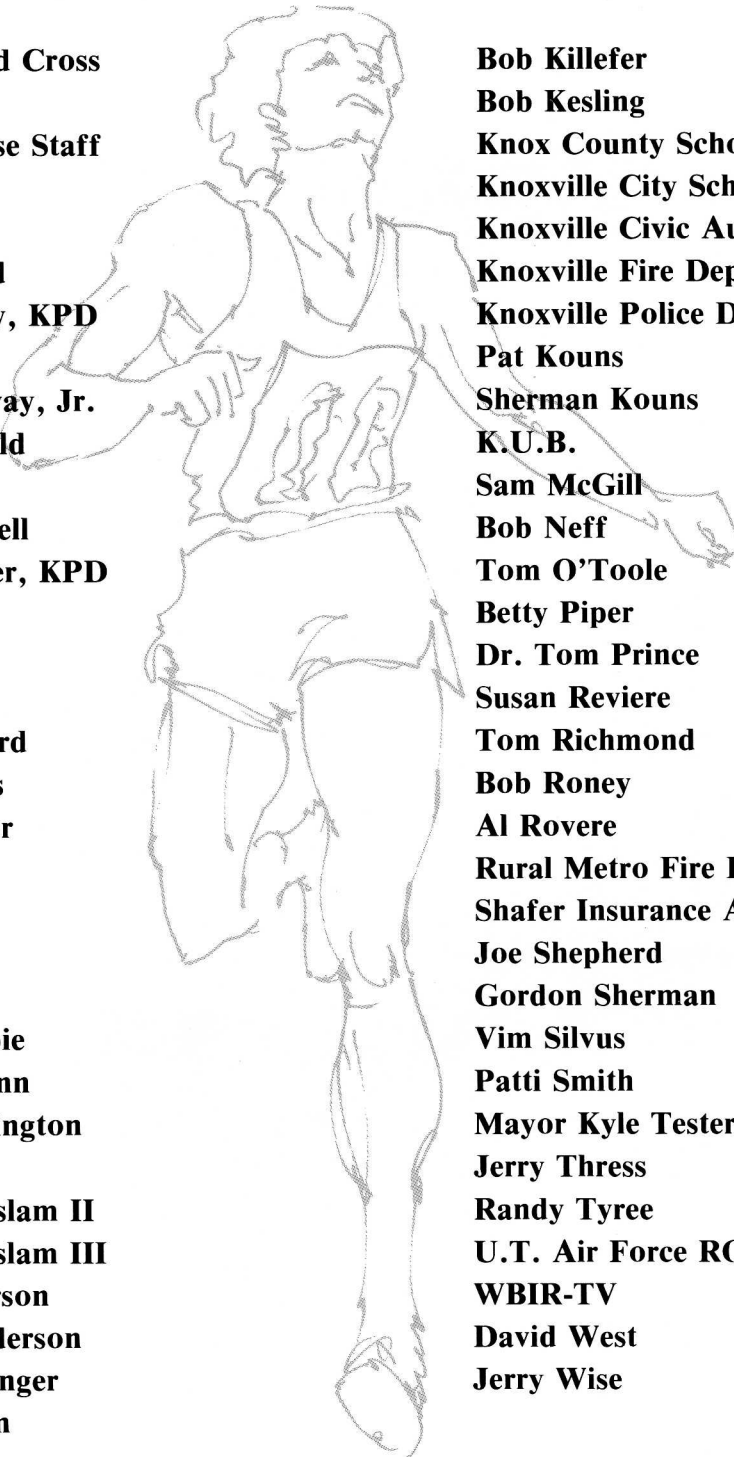 d Cross
se Staff
d
y, KPD
vay, Jr.
ld
ell
er, KPD
rd
s
r
bie
nn
ington
slam II
slam III
rson
derson
nger
n
Bob Killefer
Bob Kesling
Knox County Scho
Knoxville City Sch
Knoxville Civic Au
Knoxville Fire Dep
Knoxville Police D
Pat Kouns
Sherman Kouns
K.U.B.
Sam McGill
Bob Neff
Tom O'Toole
Betty Piper
Dr. Tom Prince
Susan Reviere
Tom Richmond
Bob Roney
Al Rovere
Rural Metro Fire
Shafer Insurance A
Joe Shepherd
Gordon Sherman
Vim Silvus
Patti Smith
Mayor Kyle Tester
Jerry Thress
Randy Tyree
U.T. Air Force RO
WBIR-TV
David West
Jerry Wise